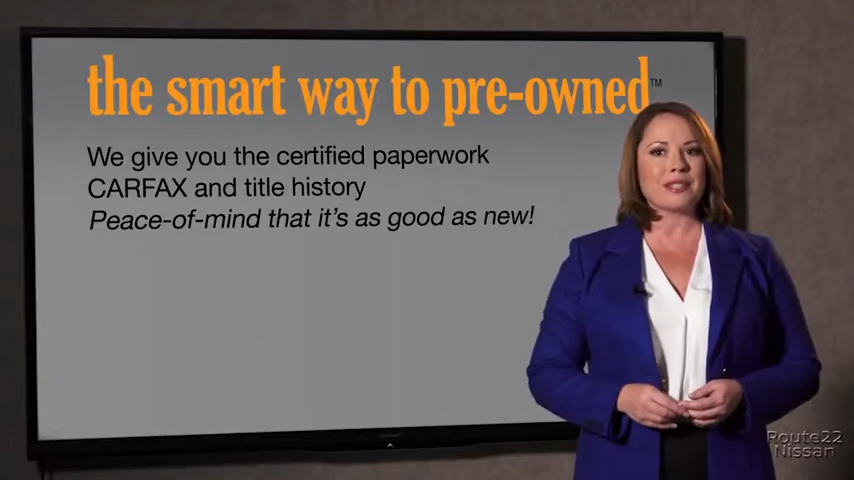 the smart way to pre-owned™
We give you the certified paperwork
CARFAX and title history
Peace-of-mind that it's as good as new!
Route22
Nissan